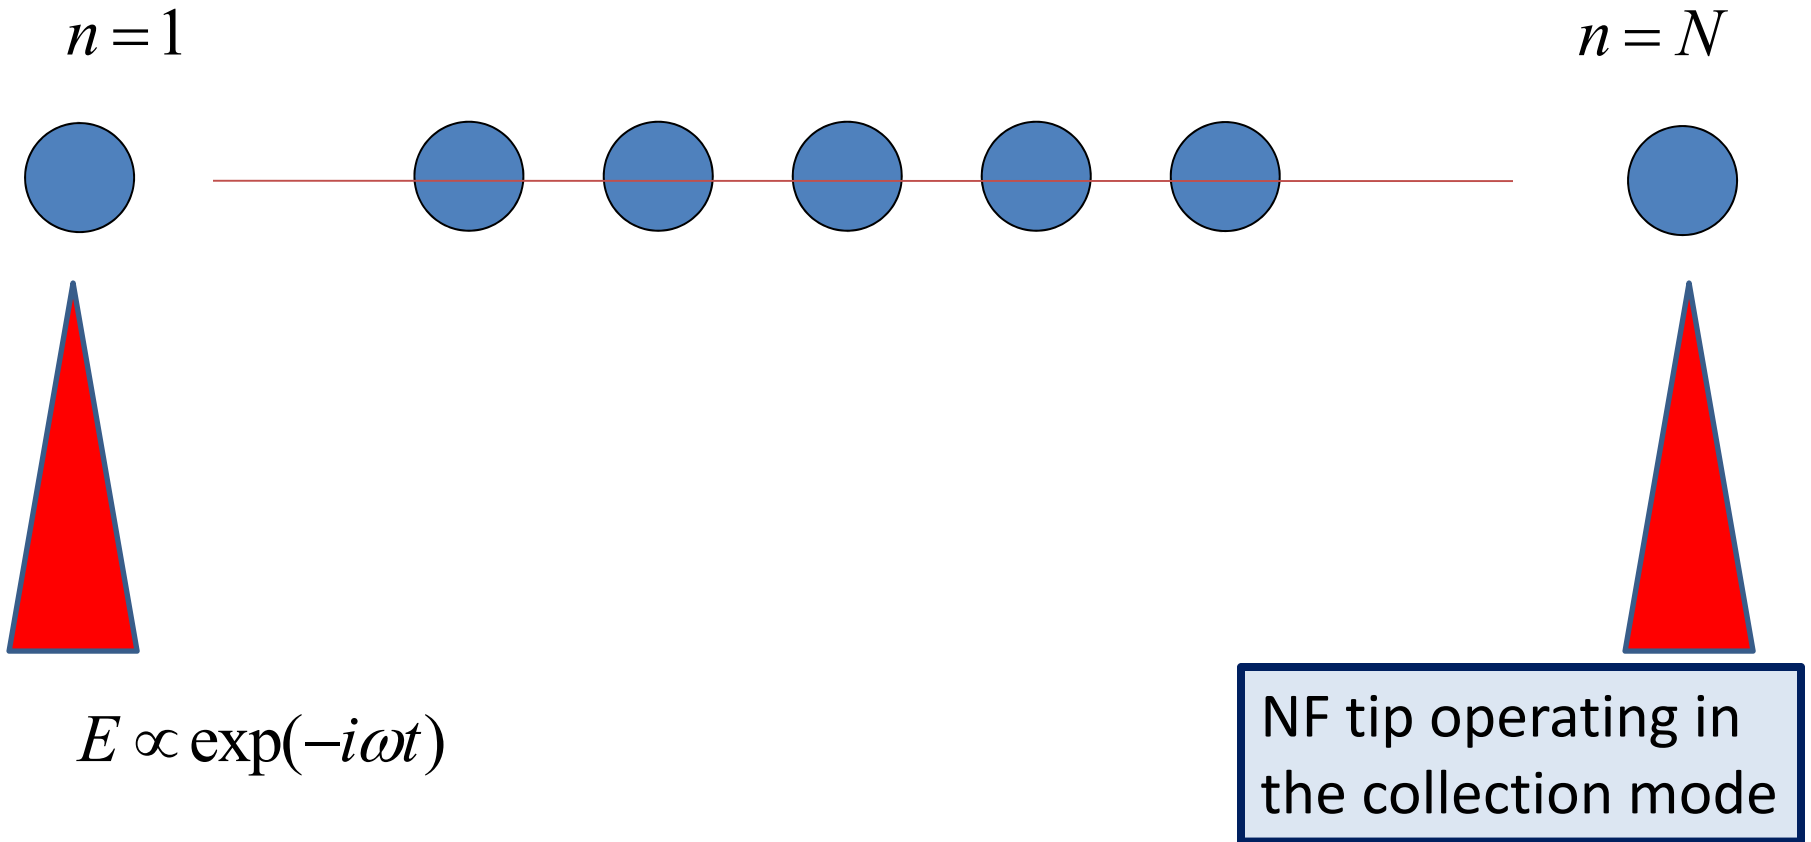 n = 1
n = N
E ∝ exp(−iωt)
NF tip operating in
the collection mode